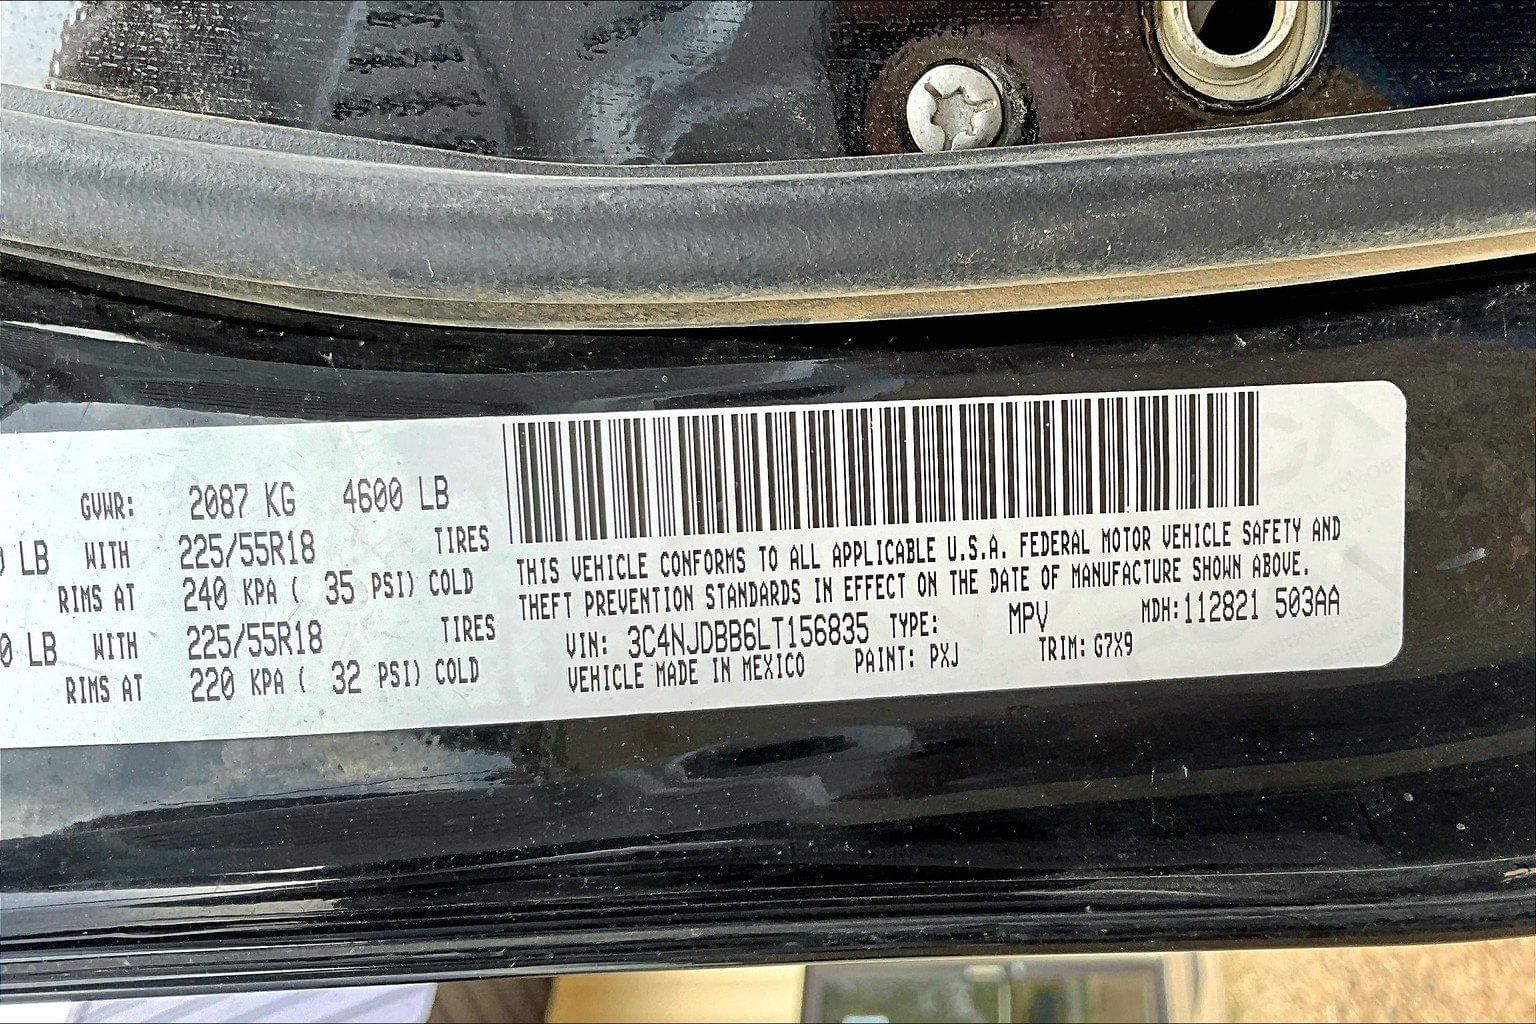 GVWR: 2087 KG 4600 LB
LB WITH 225/55R18 TIRES
RIMS AT 240 KPA ( 35 PSI) COLD
0 LB WITH 225/55R18 TIRES
RIMS AT 220 KPA ( 32 PSI) COLD
THIS VEHICLE CONFORMS TO ALL APPLICABLE U.S.A. FEDERAL MOTOR VEHICLE SAFETY AND
THEFT PREVENTION STANDARDS IN EFFECT ON THE DATE OF MANUFACTURE SHOWN ABOVE.
VIN: 3C4NJDBB6LT156835 TYPE: MPV MDH:112821 503AA
VEHICLE MADE IN MEXICO PAINT: PXJ TRIM: G7X9